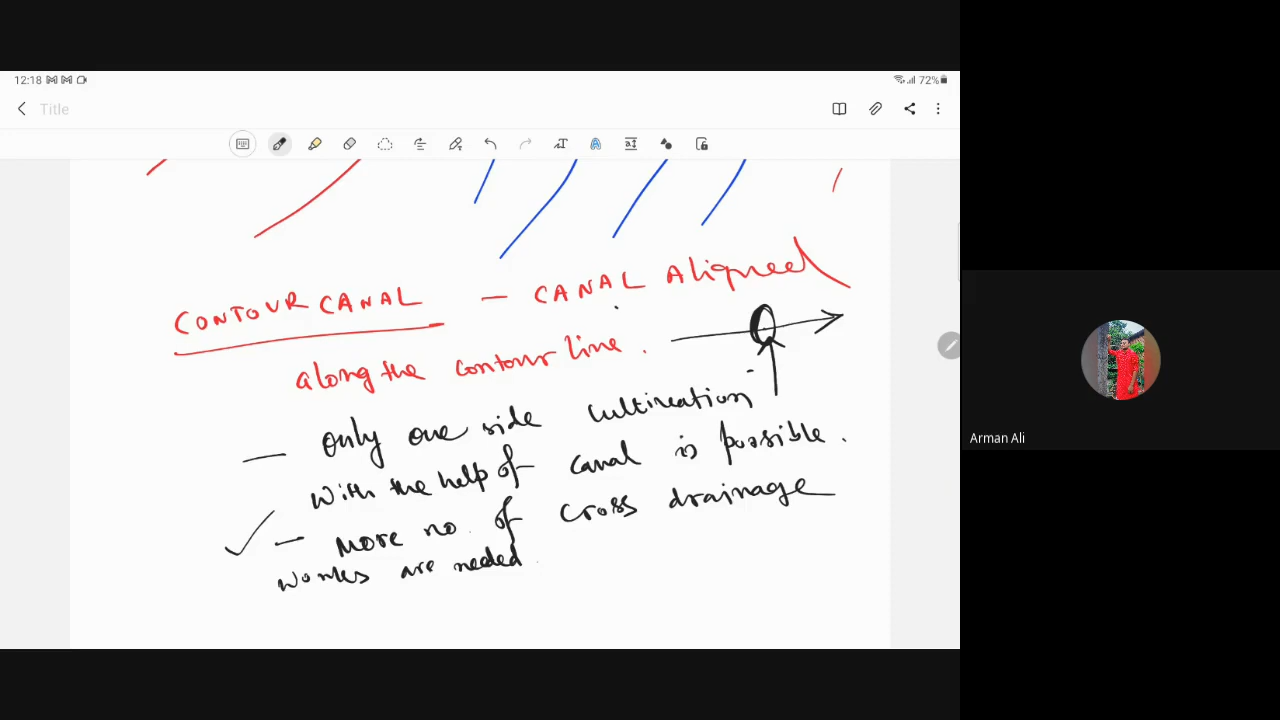 12:18
72%
Title
CONTOUR CANAL - CANAL Aligned
along the contour line.
- only one side cultivation
with the help of canal is possible.
- More no. of cross drainage
works are needed
Arman Ali